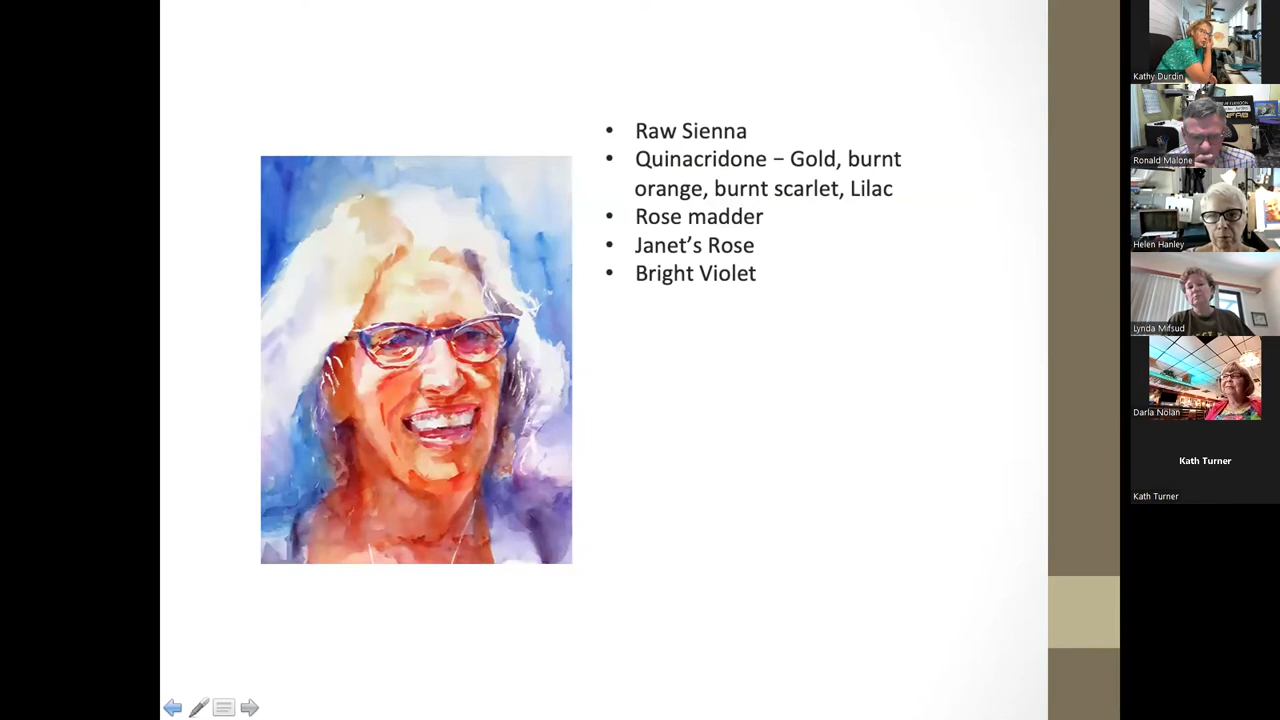 • Raw Sienna
• Quinacridone – Gold, burnt
orange, burnt scarlet, Lilac
• Rose madder
• Janet’s Rose
• Bright Violet
Kathy Durdin
Ronald Malone
Helen Hanley
Lynda Mifsud
Darla Nolan
Kath Turner
Kath Turner